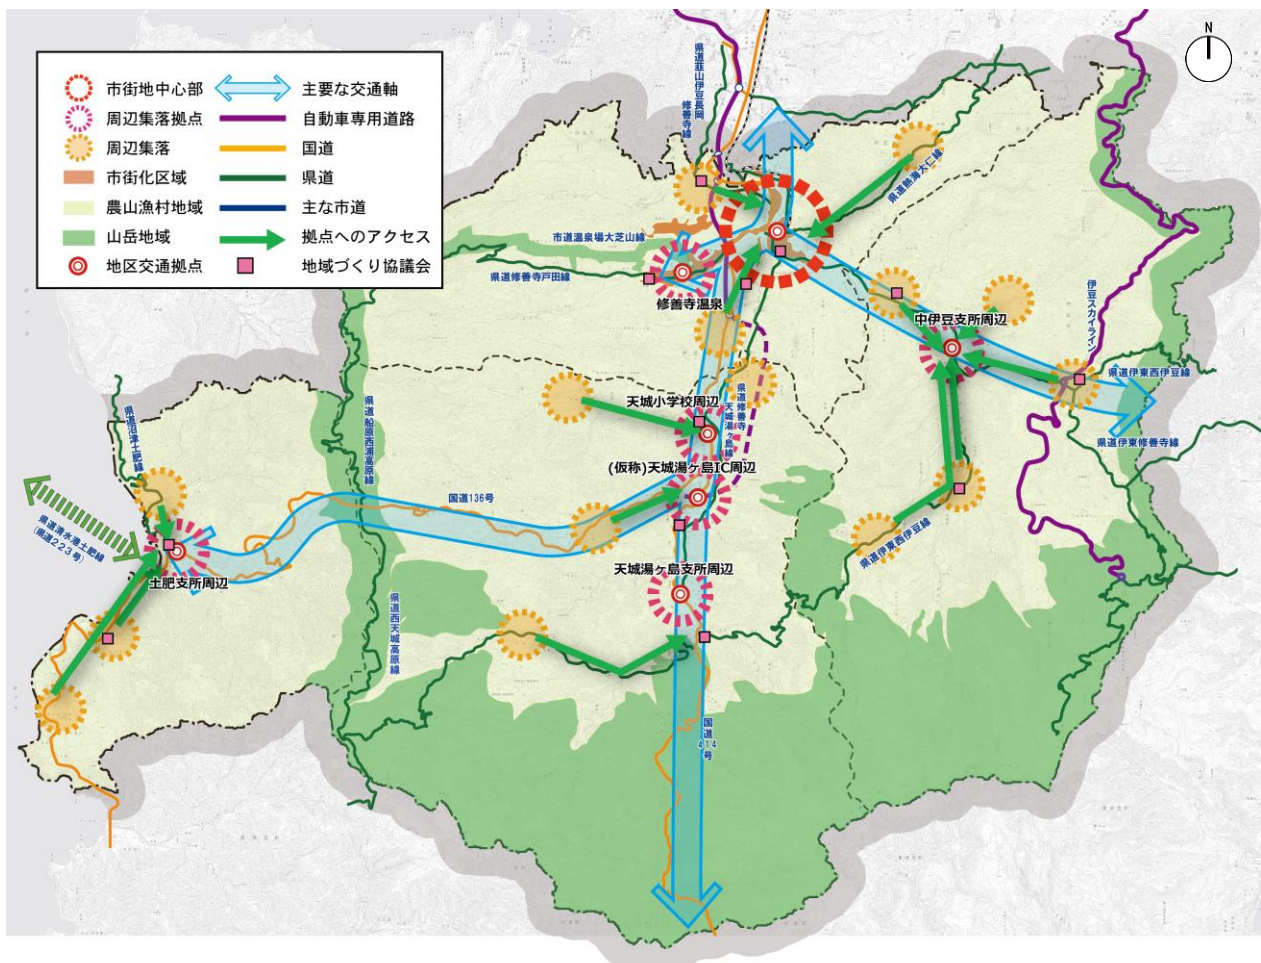 N
市街地中心部
主要な交通軸
周辺集落拠点
自動車専用道路
周辺集落
国道
市街化区域
県道
農山漁村地域
主な市道
山岳地域
拠点へのアクセス
地区交通拠点
地域づくり協議会
県道韮山伊豆長岡
修善寺線
県道熱海大仁線
市道温泉場大芝山線
県道修善寺戸田線
修善寺温泉
中伊豆支所周辺
伊豆スカイライン
県道伊東西伊豆線
県道伊東修善寺線
県道修善寺
天城湯ヶ島線
天城小学校周辺
(仮称)天城湯ヶ島IC周辺
県道沼津土肥線
県道船原西浦高原線
国道136号
県道清水港土肥線
(県道223号)
土肥支所周辺
県道伊東西伊豆線
天城湯ヶ島支所周辺
県道西天城高原線
国道
414号